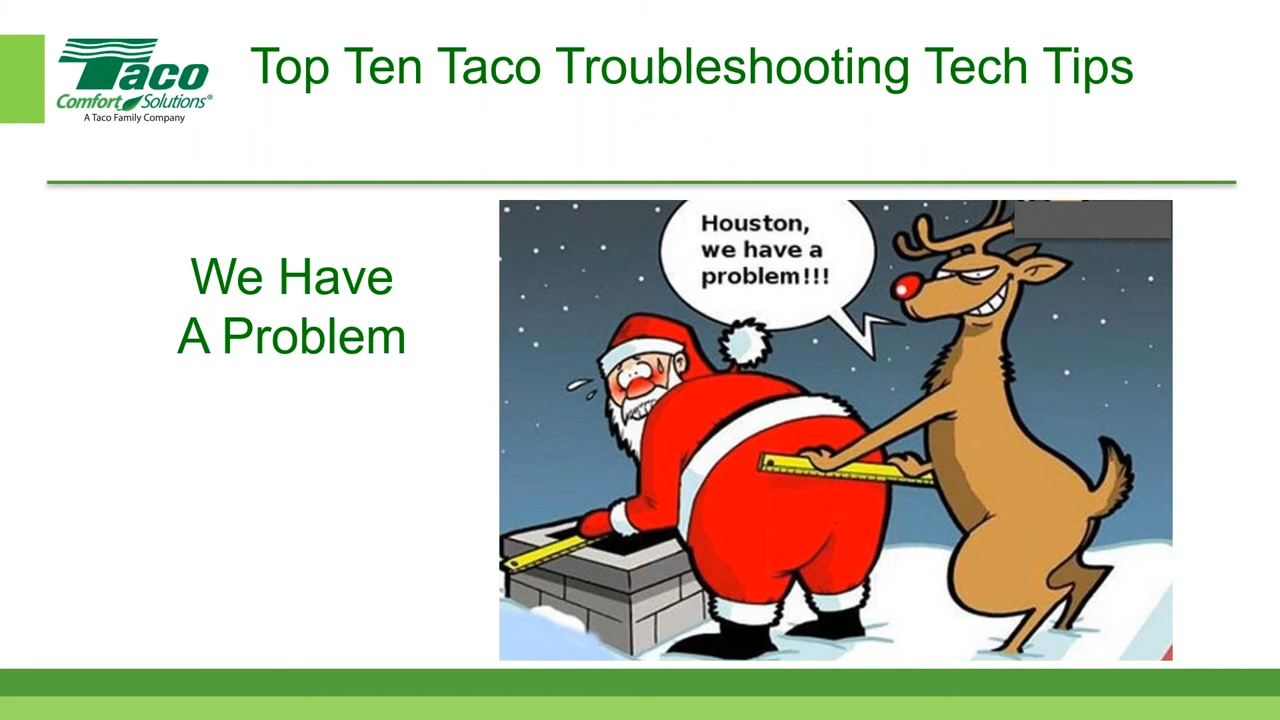 Taco
Comfort Solutions®
A Taco Family Company
Top Ten Taco Troubleshooting Tech Tips
We Have
A Problem
Houston,
we have a
problem!!!